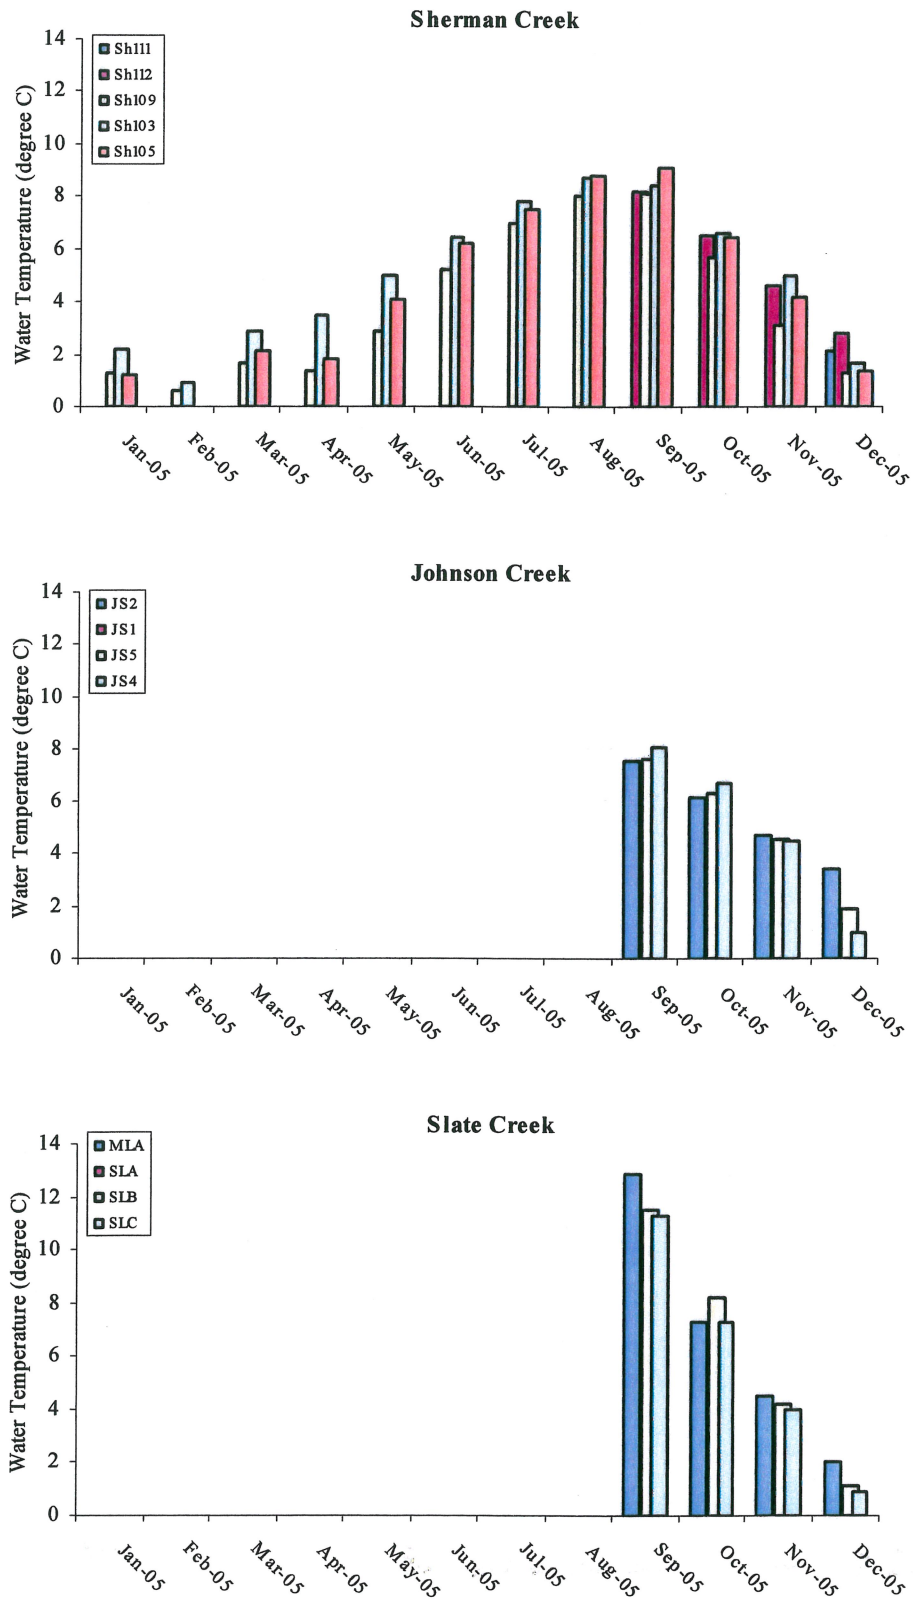 Sherman Creek
Water Temperature (degree C)
14
12
10
8
6
4
2
0
Sh111
Sh112
Sh109
Sh103
Sh105
Jan-05
Feb-05
Mar-05
Apr-05
May-05
Jun-05
Jul-05
Aug-05
Sep-05
Oct-05
Nov-05
Dec-05
Johnson Creek
Water Temperature (degree C)
14
12
10
8
6
4
2
0
JS2
JS1
JS5
JS4
Jan-05
Feb-05
Mar-05
Apr-05
May-05
Jun-05
Jul-05
Aug-05
Sep-05
Oct-05
Nov-05
Dec-05
Slate Creek
Water Temperature (degree C)
14
12
10
8
6
4
2
0
MLA
SLA
SLB
SLC
Jan-05
Feb-05
Mar-05
Apr-05
May-05
Jun-05
Jul-05
Aug-05
Sep-05
Oct-05
Nov-05
Dec-05